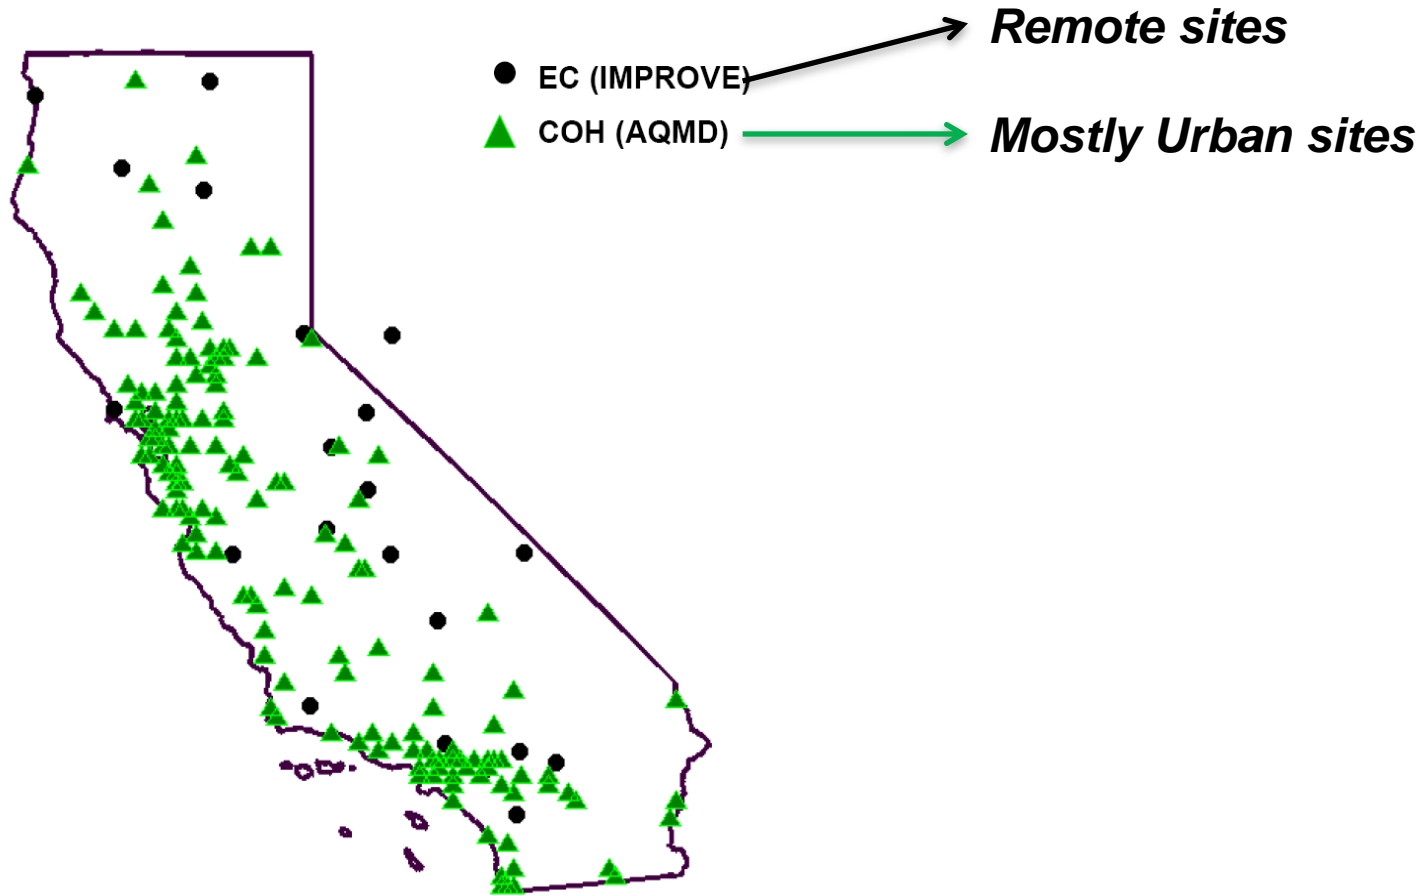 Remote sites
EC (IMPROVE)
COH (AQMD)
Mostly Urban sites